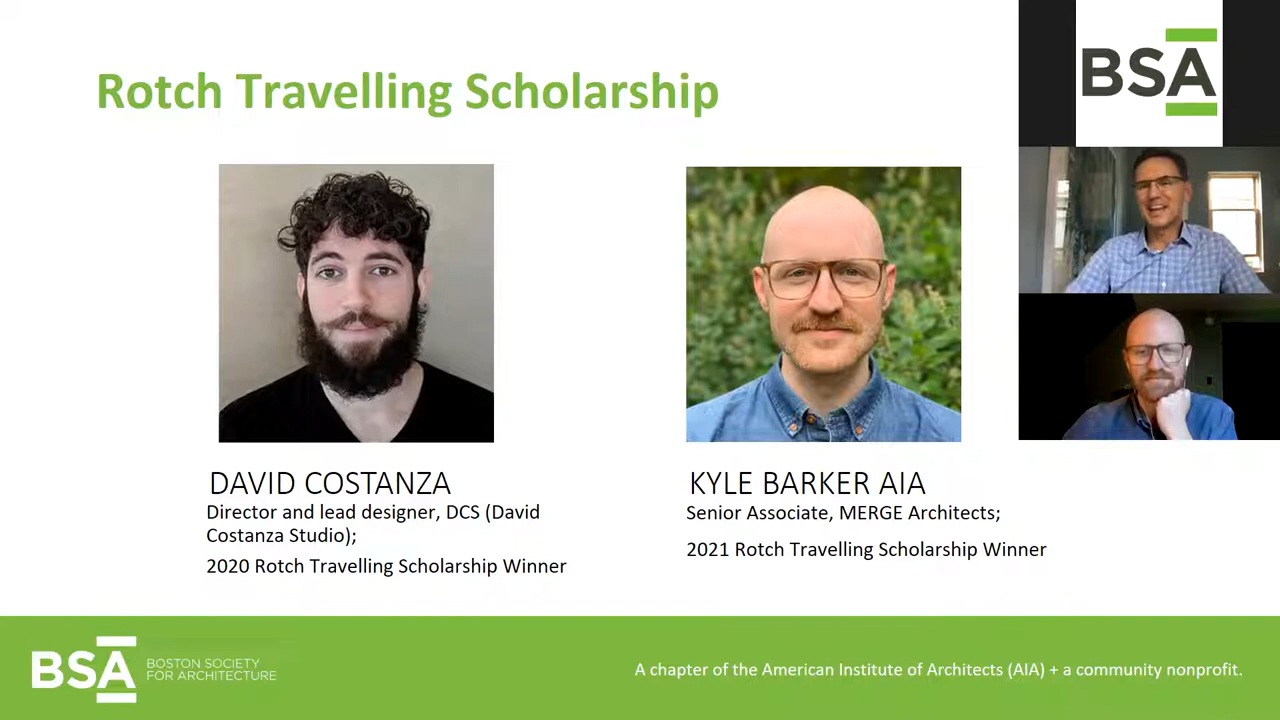 Rotch Travelling Scholarship
BSA
DAVID COSTANZA
Director and lead designer, DCS (David
Costanza Studio);
2020 Rotch Travelling Scholarship Winner
KYLE BARKER AIA
Senior Associate, MERGE Architects;
2021 Rotch Travelling Scholarship Winner
BSA
BOSTON SOCIETY
FOR ARCHITECTURE
A chapter of the American Institute of Architects (AIA) + a community nonprofit.